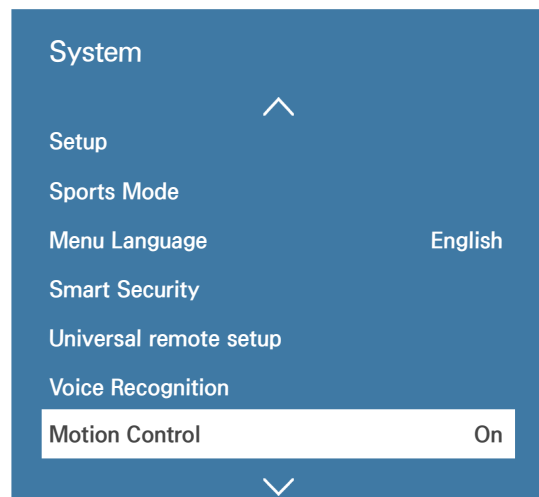 System
Setup
Sports Mode
Menu Language English
Smart Security
Universal remote setup
Voice Recognition
Motion Control On